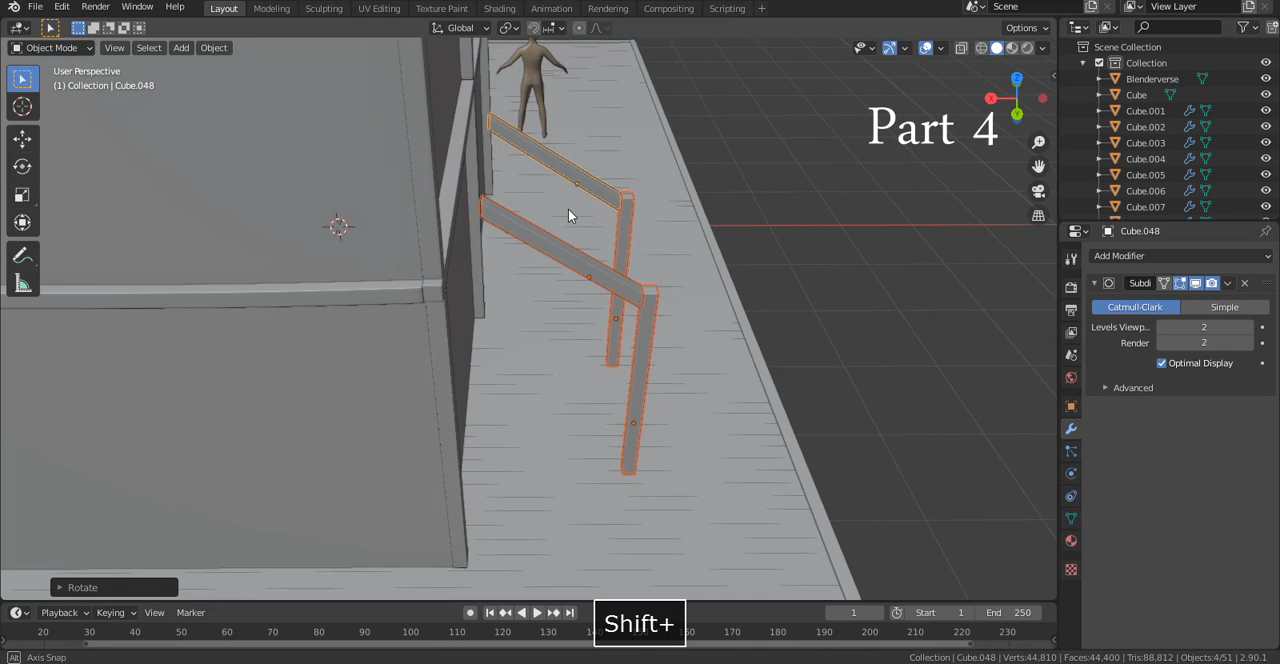 File Edit Render Window Help Layout Modeling Sculpting UV Editing Texture Paint Shading Animation Rendering Compositing Scripting + Scene View Layer
Global Options
Object Mode View Select Add Object
User Perspective
(1) Collection | Cube.048
Part 4
X
Y
Z
Scene Collection
Collection
Blenderverse
Cube
Cube.001
Cube.002
Cube.003
Cube.004
Cube.005
Cube.006
Cube.007
Cube.048
Add Modifier
Subdi
Catmull-Clark Simple
Levels Viewp... 2
Render 2
Optimal Display
Advanced
Rotate
Shift+
Playback Keying View Marker 1 Start 1 End 250
20 30 40 50 60 70 80 90 100 110 120 130 160 170 180 190 200 210 220 230
Alt Axis Snap Collection | Cube.048 | Verts:44,810 | Faces:44,400 | Tris:88,812 | Objects:4/51 | 2.90.1